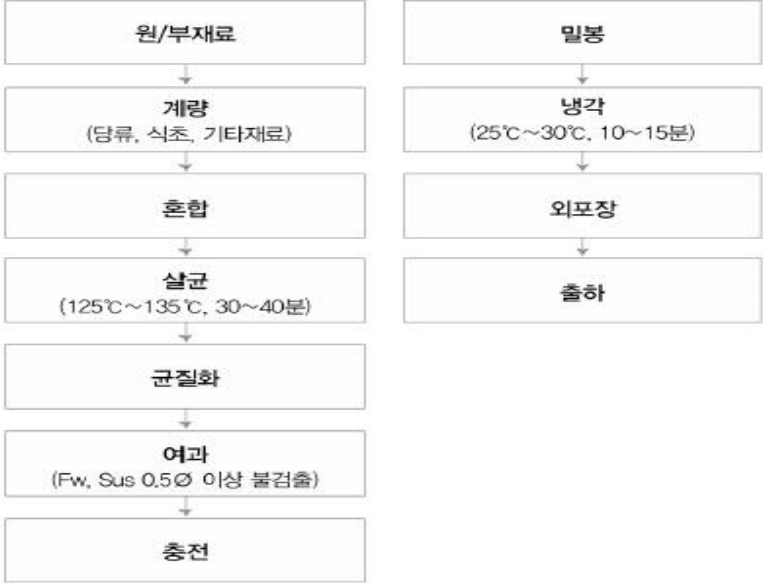 원/부재료
계량
(당류, 식초, 기타재료)
혼합
살균
(125℃~135℃, 30~40분)
균질화
여과
(Fw, Sus 0.5Ø 이상 불검출)
충전
밀봉
냉각
(25℃~30℃, 10~15분)
외포장
출하